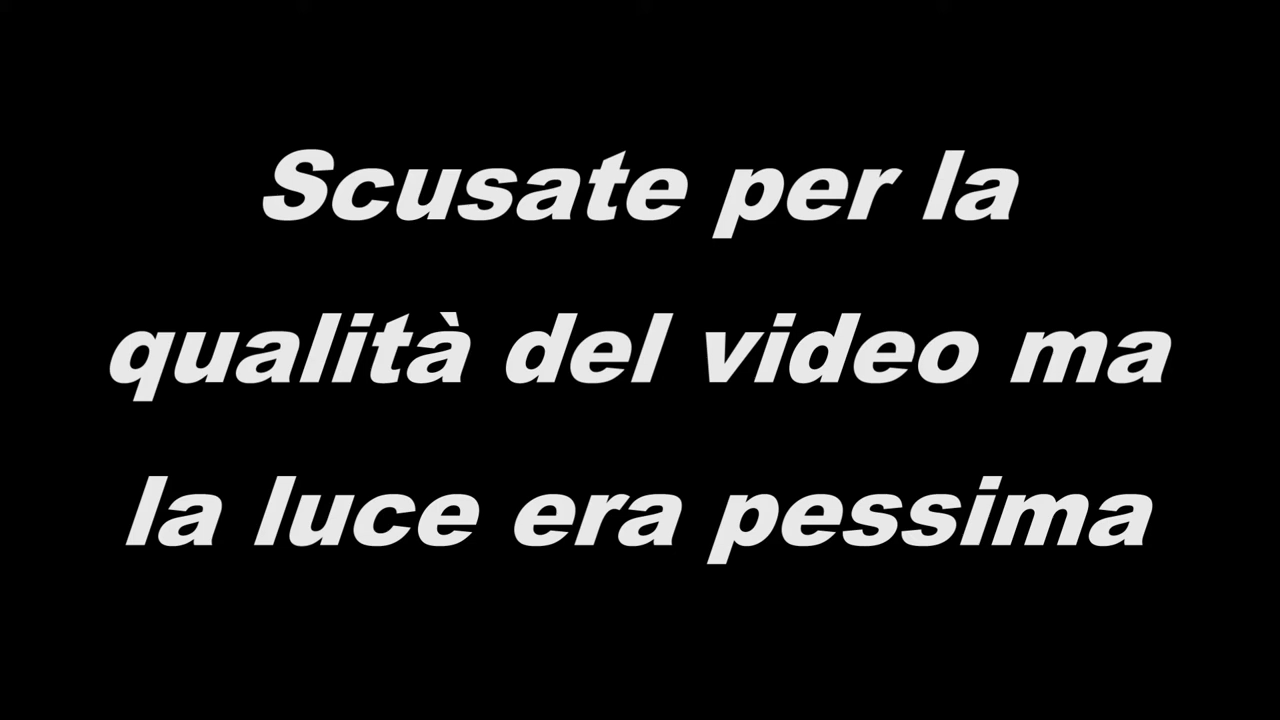 Scusate per la
qualità del video ma
la luce era pessima